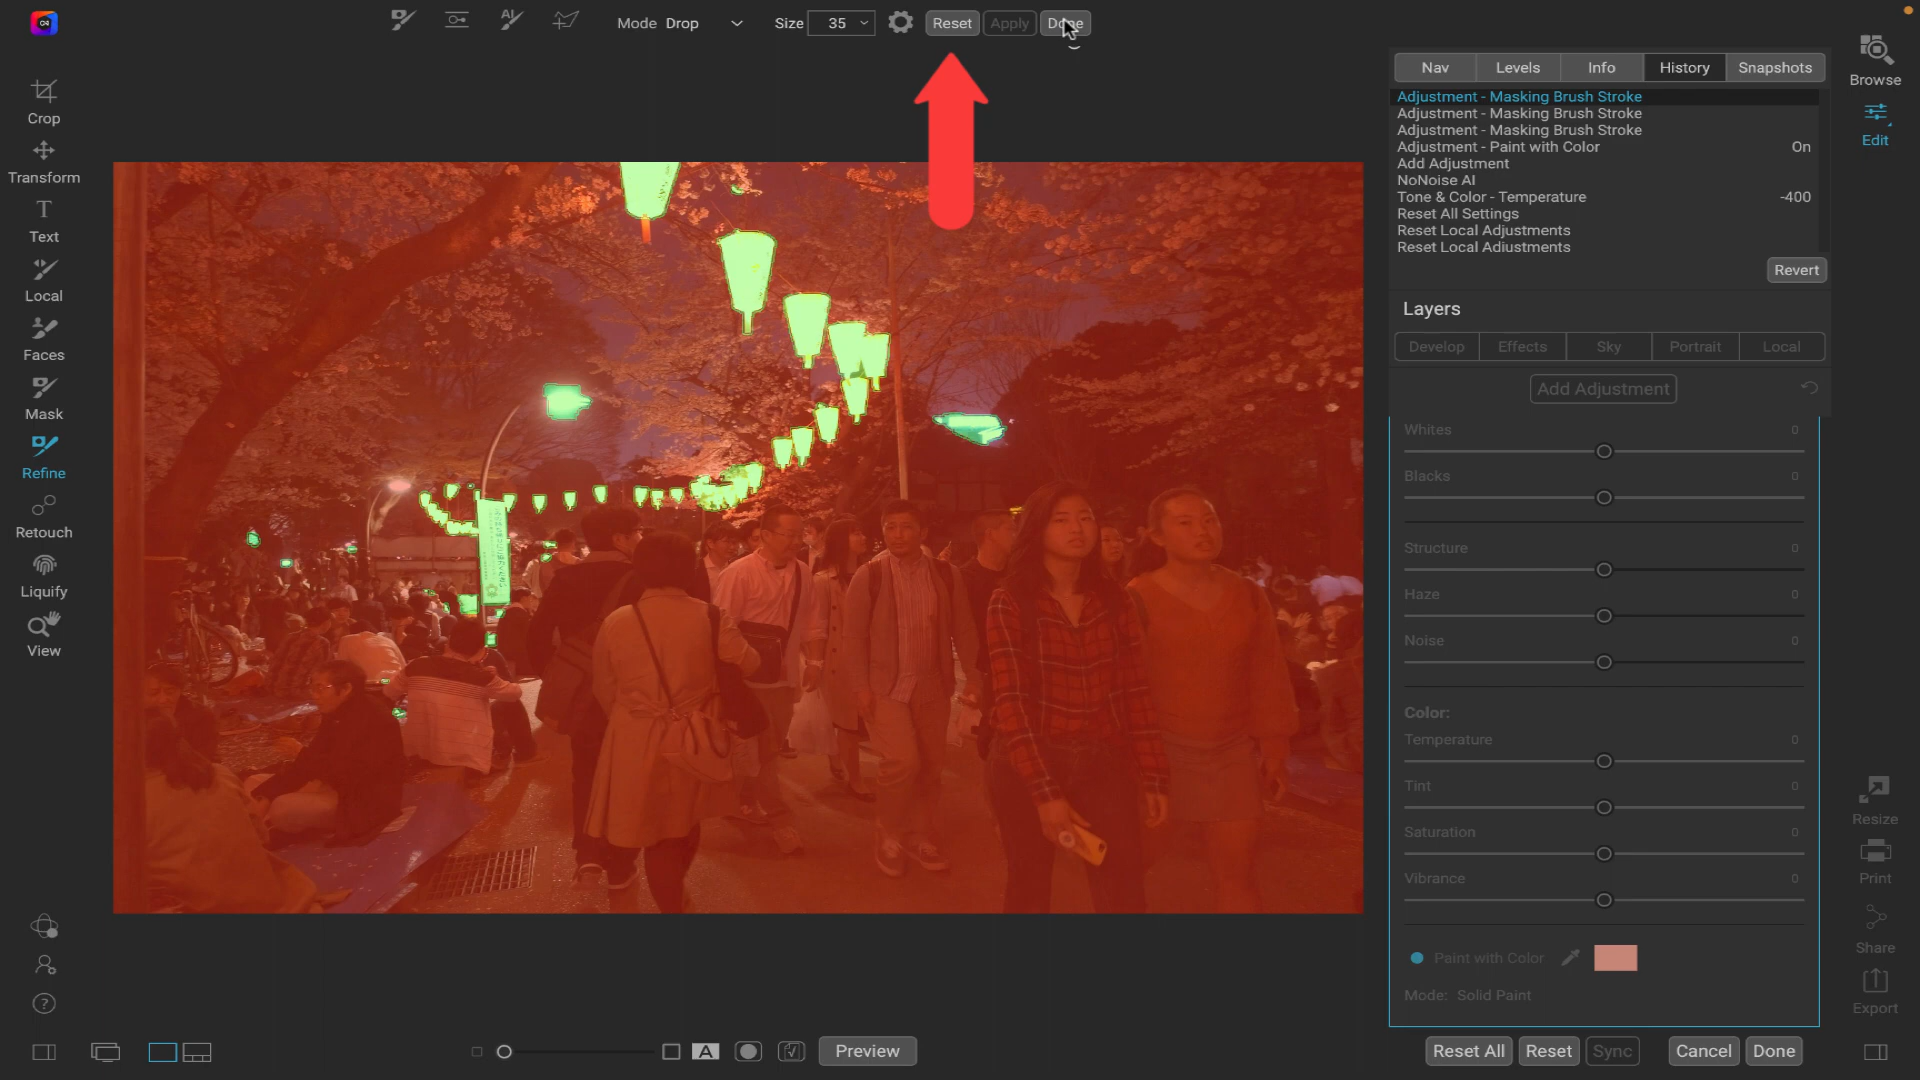 Mode Drop Size 35 Reset Apply Done
Crop
Transform
Text
Local
Faces
Mask
Refine
Retouch
Liquify
View
Nav Levels Info History Snapshots
Adjustment - Masking Brush Stroke
Adjustment - Masking Brush Stroke
Adjustment - Masking Brush Stroke
Adjustment - Paint with Color On
Add Adjustment
NoNoise AI
Tone & Color - Temperature -400
Reset All Settings
Reset Local Adjustments
Reset Local Adjustments
Revert
Layers
Develop Effects Sky Portrait Local
Add Adjustment
Whites 0
Blacks 0
Structure 0
Haze 0
Noise 0
Color:
Temperature 0
Tint 0
Saturation 0
Vibrance 0
Paint with Color
Mode: Solid Paint
Browse
Edit
Resize
Print
Share
Export
A Preview
Reset All Reset Sync Cancel Done